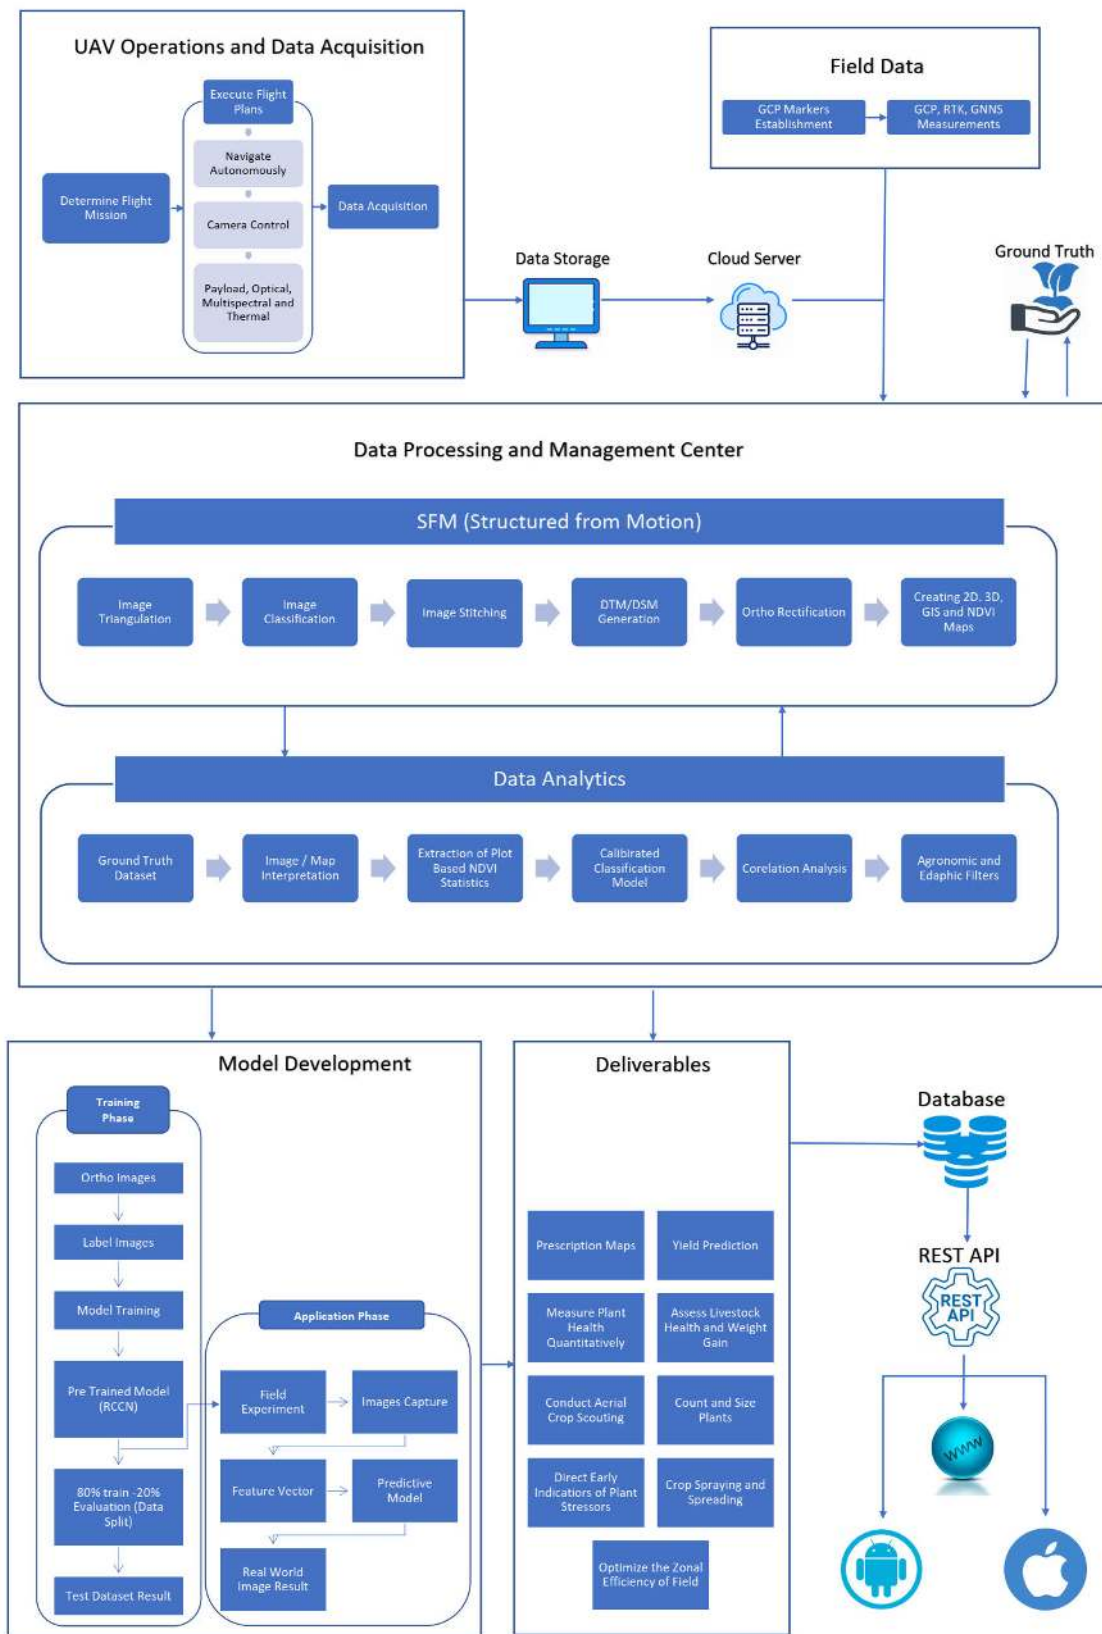 UAV Operations and Data Acquisition
Execute Flight
Plans
Navigate
Autonomously
Determine Flight
Mission
Camera Control
Data Acquisition
Payload, Optical,
Multispectral and
Thermal
Field Data
GCP Markers
Establishment
GCP, RTK, GNNS
Measurements
Data Storage
Cloud Server
Ground Truth
Data Processing and Management Center
SFM (Structured from Motion)
Image
Triangulation
Image
Classification
Image Stitching
DTM/DSM
Generation
Ortho Rectification
Creating 2D, 3D,
GIS and NDVI
Maps
Data Analytics
Ground Truth
Dataset
Image / Map
Interpretation
Extraction of Plot
Based NDVI
Statistics
Calibirated
Classification
Model
Corelation Analysis
Agronomic and
Edaphic Filters
Model Development
Training
Phase
Ortho Images
Label Images
Model Training
Pre Trained Model
(RCCN)
80% train -20%
Evaluation (Data
Split)
Test Dataset Result
Application Phase
Field
Experiment
Images Capture
Feature Vector
Predictive
Model
Real World
Image Result
Deliverables
Prescription Maps
Yield Prediction
Measure Plant
Health
Quantitatively
Assess Livestock
Health and Weight
Gain
Conduct Aerial
Crop Scouting
Count and Size
Plants
Direct Early
Indicatiors of Plant
Stressors
Crop Spraying and
Spreading
Optimize the Zonal
Efficiency of Field
Database
REST API
REST
API
WWW